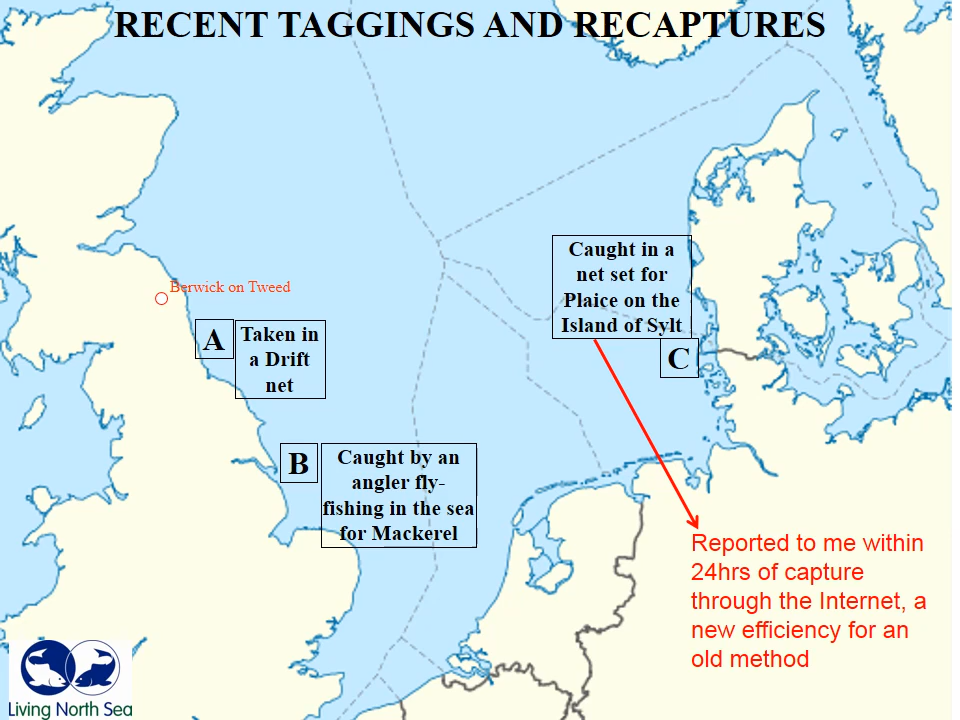 RECENT TAGGINGS AND RECAPTURES
Berwick on Tweed
A
Taken in
a Drift
net
B
Caught by an
angler fly-
fishing in the sea
for Mackerel
Caught in a
net set for
Plaice on the
Island of Sylt
C
Reported to me within
24hrs of capture
through the Internet, a
new efficiency for an
old method
Living North Sea